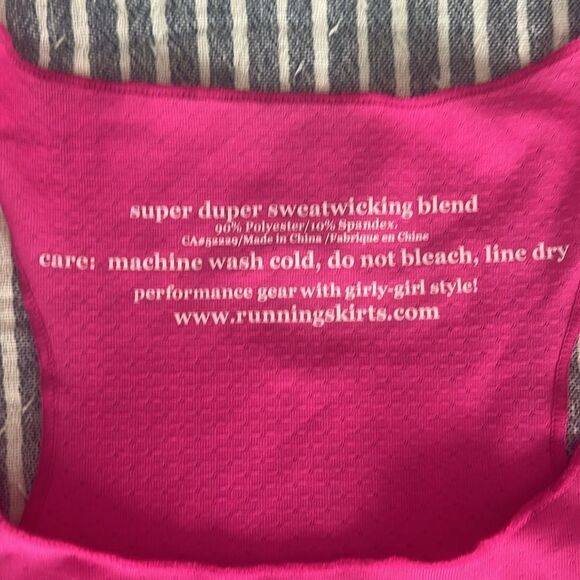 super duper sweatwicking blend
90% Polyester/10% Spandex.
CA#52229/Made in China /Fabrique en Chine
care: machine wash cold, do not bleach, line dry
performance gear with girly-girl style!
www.runningskirts.com